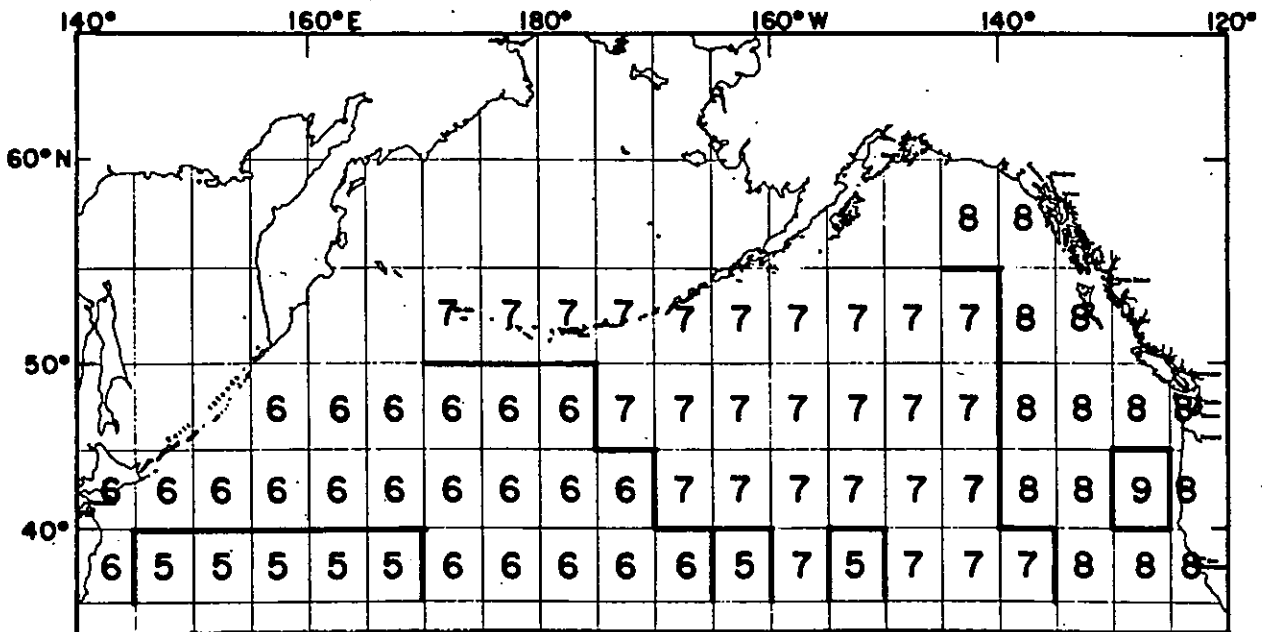 140° 160°E 180° 160°W 140° 120°
60°N
8 8
7 7 7 7 7 7 7 7 7 7 8 8
50°
6 6 6 6 6 6 7 7 7 7 7 7 7 8 8 8 8
6 6 6 6 6 6 6 6 6 6 7 7 7 7 7 7 8 8 9 8
40°
6 5 5 5 5 5 6 6 6 6 6 5 7 5 7 7 7 8 8 8